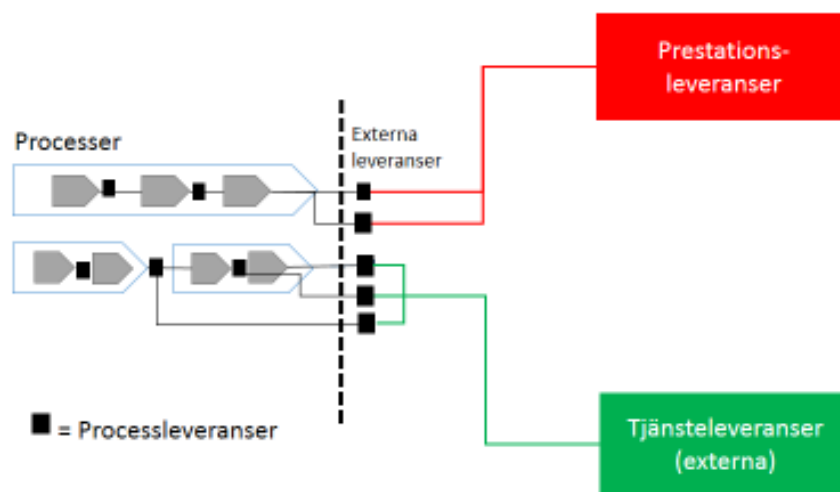 Prestations-
leveranser
Processer
Externa
leveranser
= Processleveranser
Tjänsteleveranser
(externa)